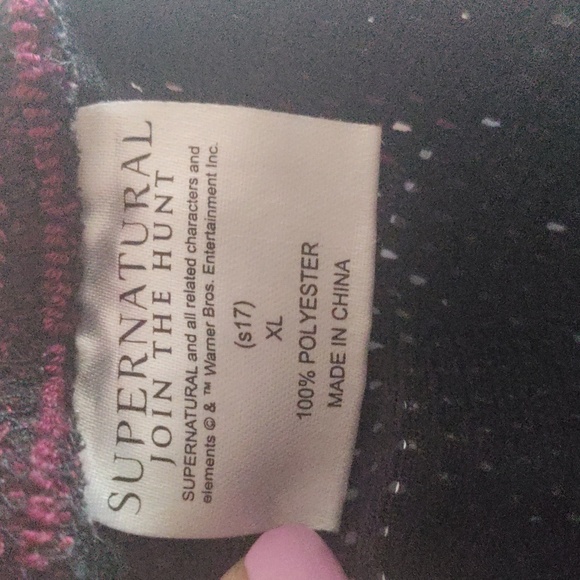 SUPERNATURAL
JOIN THE HUNT
SUPERNATURAL and all related characters and
elements © & ™ Warner Bros. Entertainment Inc.
(s17)
XL
100% POLYESTER
MADE IN CHINA